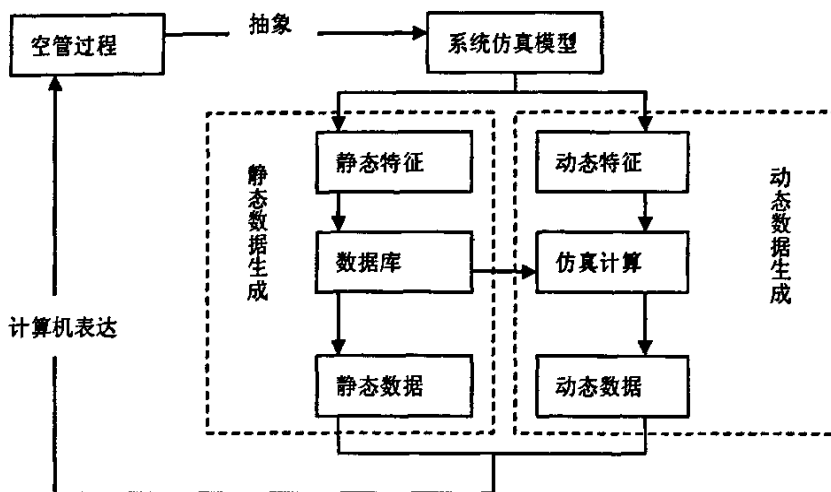 空管过程
抽象
系统仿真模型
静态数据生成
静态特征
动态特征
动态数据生成
数据库
仿真计算
计算机表达
静态数据
动态数据